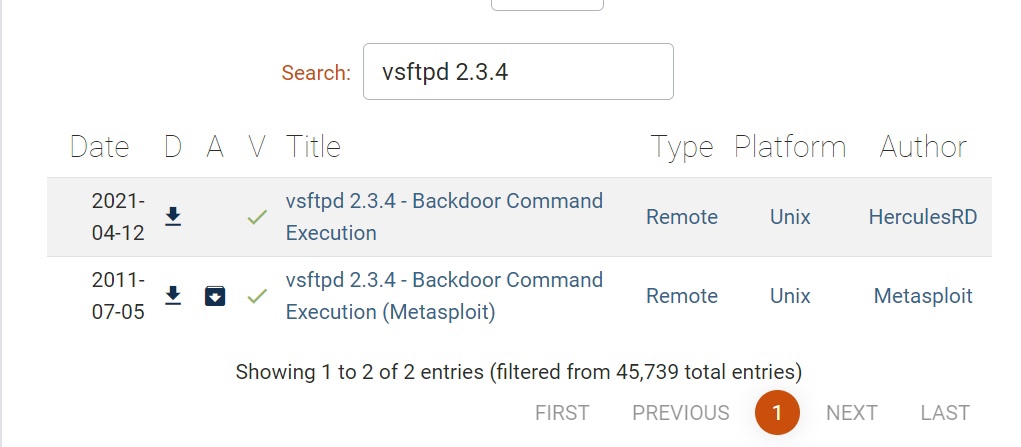 Search: vsftpd 2.3.4
Date D A V Title Type Platform Author
2021-04-12 vsftpd 2.3.4 - Backdoor Command Execution Remote Unix HerculesRD
2011-07-05 vsftpd 2.3.4 - Backdoor Command Execution (Metasploit) Remote Unix Metasploit
Showing 1 to 2 of 2 entries (filtered from 45,739 total entries)
FIRST PREVIOUS 1 NEXT LAST